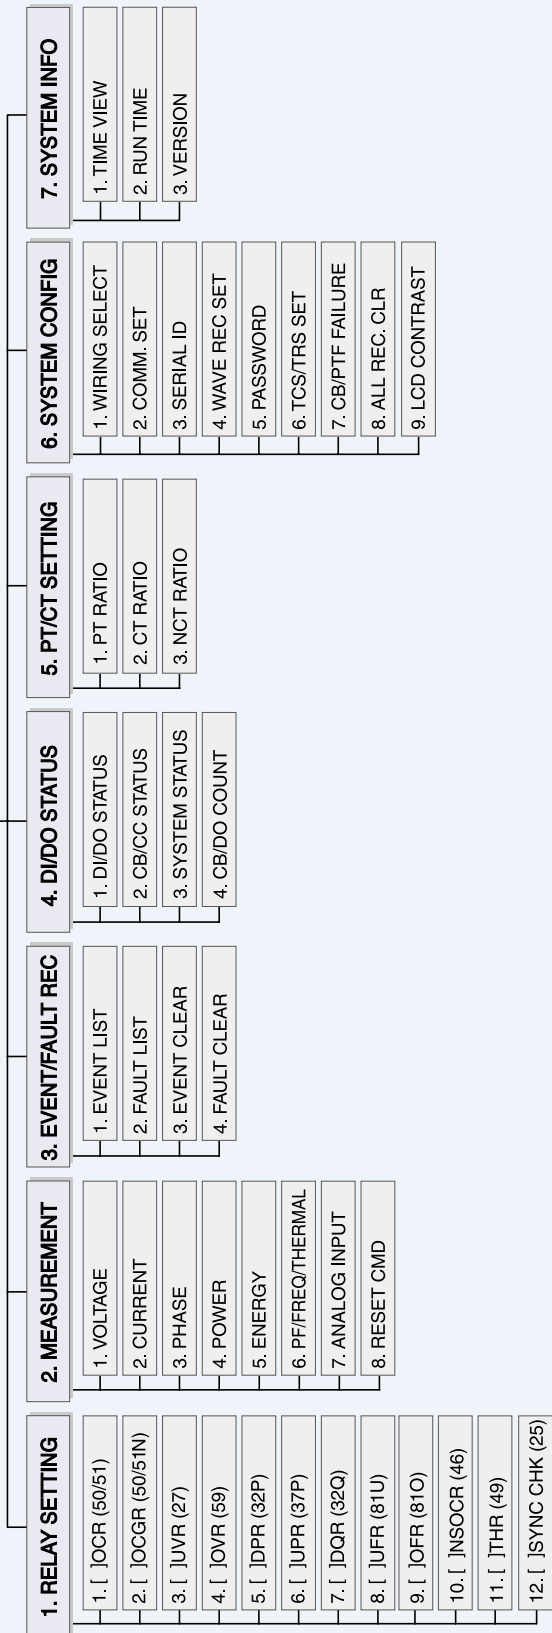 1. RELAY SETTING
1. [ ]OCR (50/51)
2. [ ]OCGR (50/51N)
3. [ ]UVR (27)
4. [ ]OVR (59)
5. [ ]DPR (32P)
6. [ ]UPR (37P)
7. [ ]DQR (32Q)
8. [ ]UFR (81U)
9. [ ]OFR (81O)
10. [ ]NSOCR (46)
11. [ ]THR (49)
12. [ ]SYNC CHK (25)
2. MEASUREMENT
1. VOLTAGE
2. CURRENT
3. PHASE
4. POWER
5. ENERGY
6. PF/FREQ/THERMAL
7. ANALOG INPUT
8. RESET CMD
3. EVENT/FAULT REC
1. EVENT LIST
2. FAULT LIST
3. EVENT CLEAR
4. FAULT CLEAR
4. DI/DO STATUS
1. DI/DO STATUS
2. CB/CC STATUS
3. SYSTEM STATUS
4. CB/DO COUNT
5. PT/CT SETTING
1. PT RATIO
2. CT RATIO
3. NCT RATIO
6. SYSTEM CONFIG
1. WIRING SELECT
2. COMM. SET
3. SERIAL ID
4. WAVE REC SET
5. PASSWORD
6. TCS/TRS SET
7. CB/PTF FAILURE
8. ALL REC. CLR
9. LCD CONTRAST
7. SYSTEM INFO
1. TIME VIEW
2. RUN TIME
3. VERSION